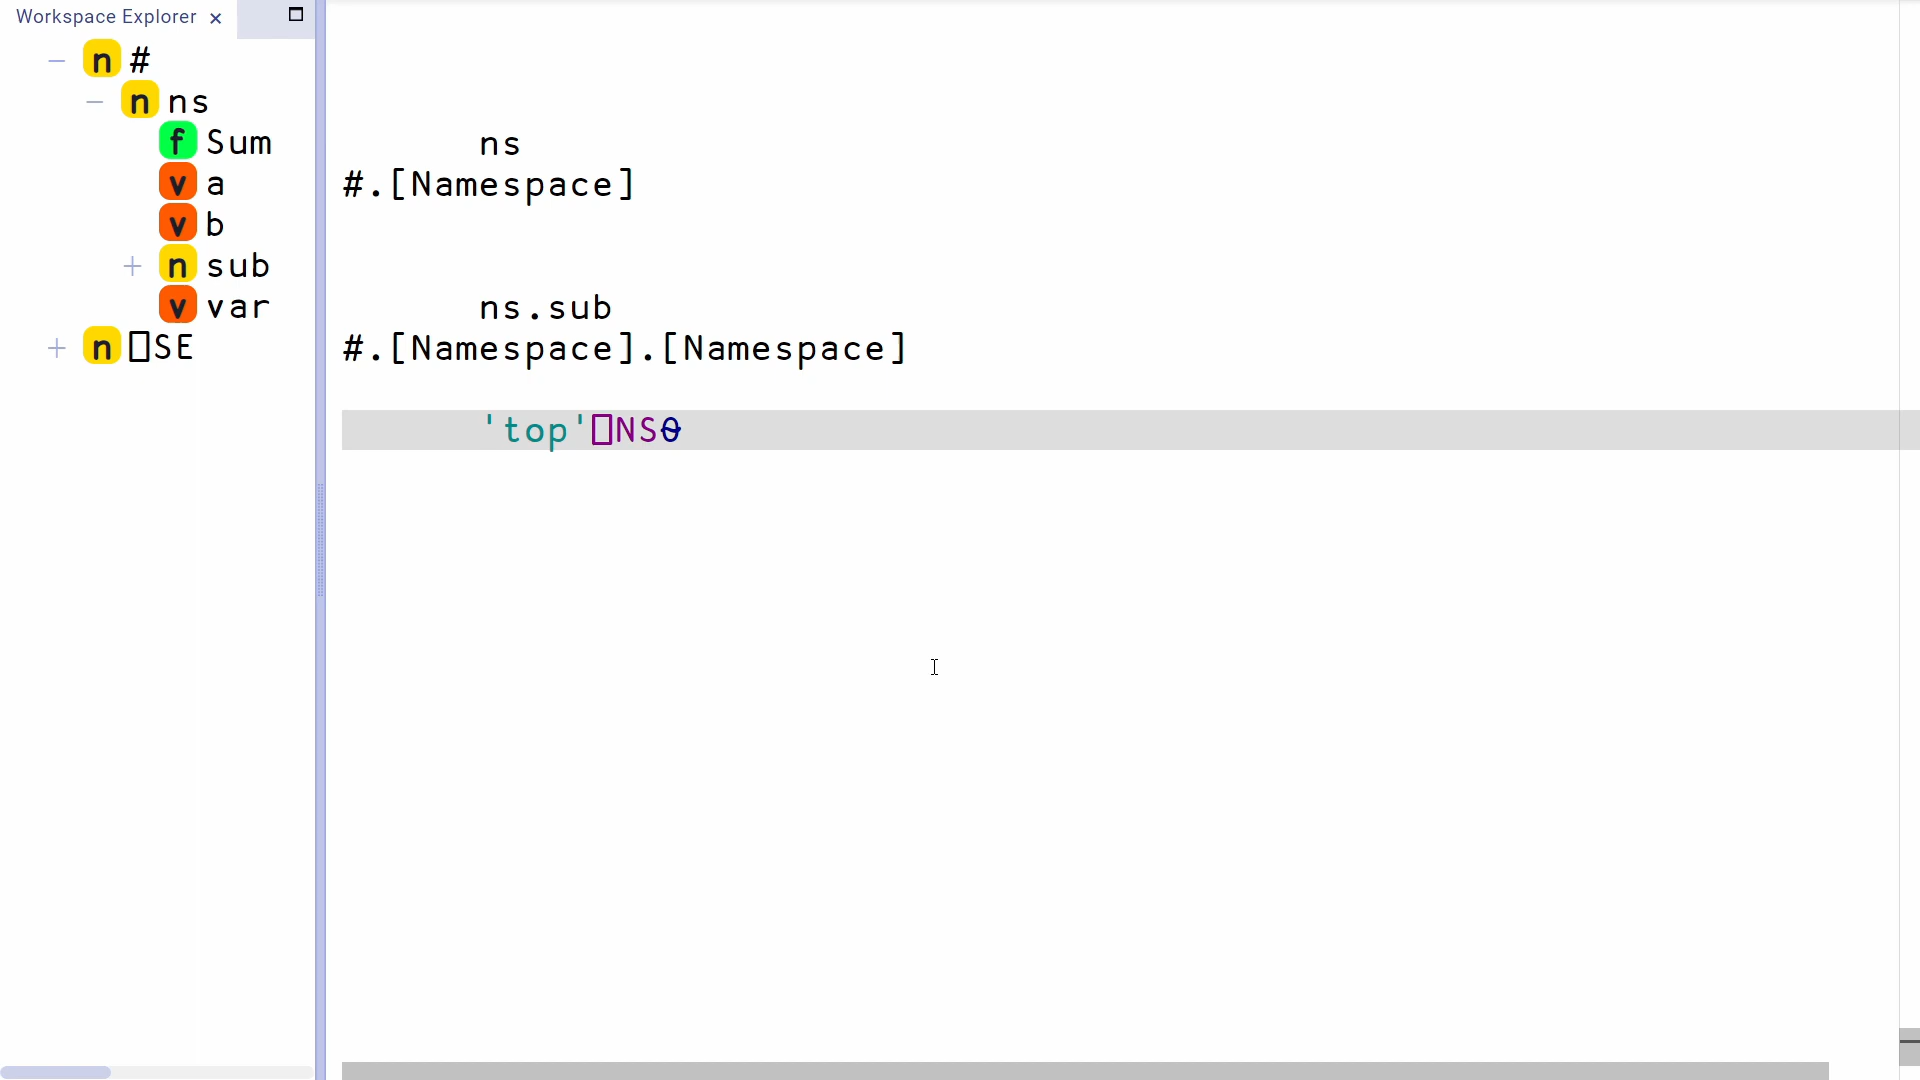 Workspace Explorer ×
− n #
− n ns
f Sum
v a
v b
+ n sub
v var
+ n ⎕SE
ns
#.[Namespace]
ns.sub
#.[Namespace].[Namespace]
'top'⎕NS⍬